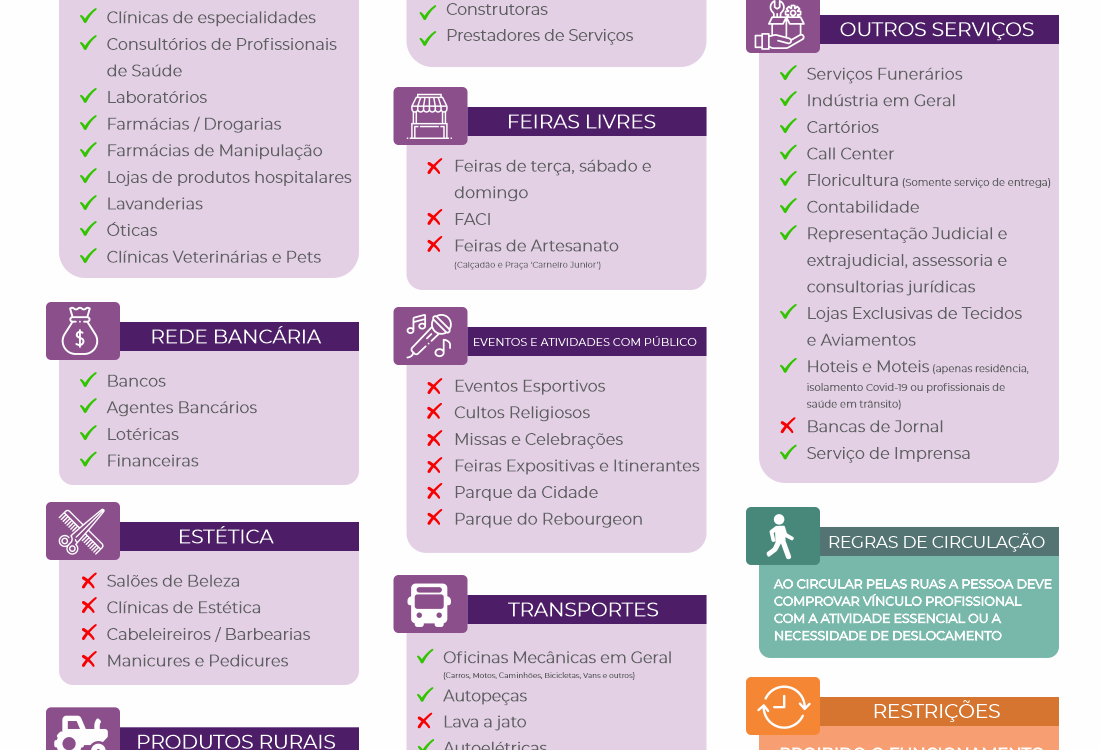 Clínicas de especialidades
Consultórios de Profissionais
de Saúde
Laboratórios
Farmácias / Drogarias
Farmácias de Manipulação
Lojas de produtos hospitalares
Lavanderias
Óticas
Clínicas Veterinárias e Pets
REDE BANCÁRIA
Bancos
Agentes Bancários
Lotéricas
Financeiras
ESTÉTICA
Salões de Beleza
Clínicas de Estética
Cabeleireiros / Barbearias
Manicures e Pedicures
PRODUTOS RURAIS
Construtoras
Prestadores de Serviços
FEIRAS LIVRES
Feiras de terça, sábado e
domingo
FACI
Feiras de Artesanato
(Calçadão e Praça 'Carneiro Junior')
EVENTOS E ATIVIDADES COM PÚBLICO
Eventos Esportivos
Cultos Religiosos
Missas e Celebrações
Feiras Expositivas e Itinerantes
Parque da Cidade
Parque do Rebourgeon
TRANSPORTES
Oficinas Mecânicas em Geral
(Carros, Motos, Caminhões, Bicicletas, Vans e outros)
Autopeças
Lava a jato
Autoelétricas
OUTROS SERVIÇOS
Serviços Funerários
Indústria em Geral
Cartórios
Call Center
Floricultura (Somente serviço de entrega)
Contabilidade
Representação Judicial e
extrajudicial, assessoria e
consultorias jurídicas
Lojas Exclusivas de Tecidos
e Aviamentos
Hoteis e Moteis (apenas residência,
isolamento Covid-19 ou profissionais de
saúde em trânsito)
Bancas de Jornal
Serviço de Imprensa
REGRAS DE CIRCULAÇÃO
AO CIRCULAR PELAS RUAS A PESSOA DEVE
COMPROVAR VÍNCULO PROFISSIONAL
COM A ATIVIDADE ESSENCIAL OU A
NECESSIDADE DE DESLOCAMENTO
RESTRIÇÕES
PROIBIDO O FUNCIONAMENTO